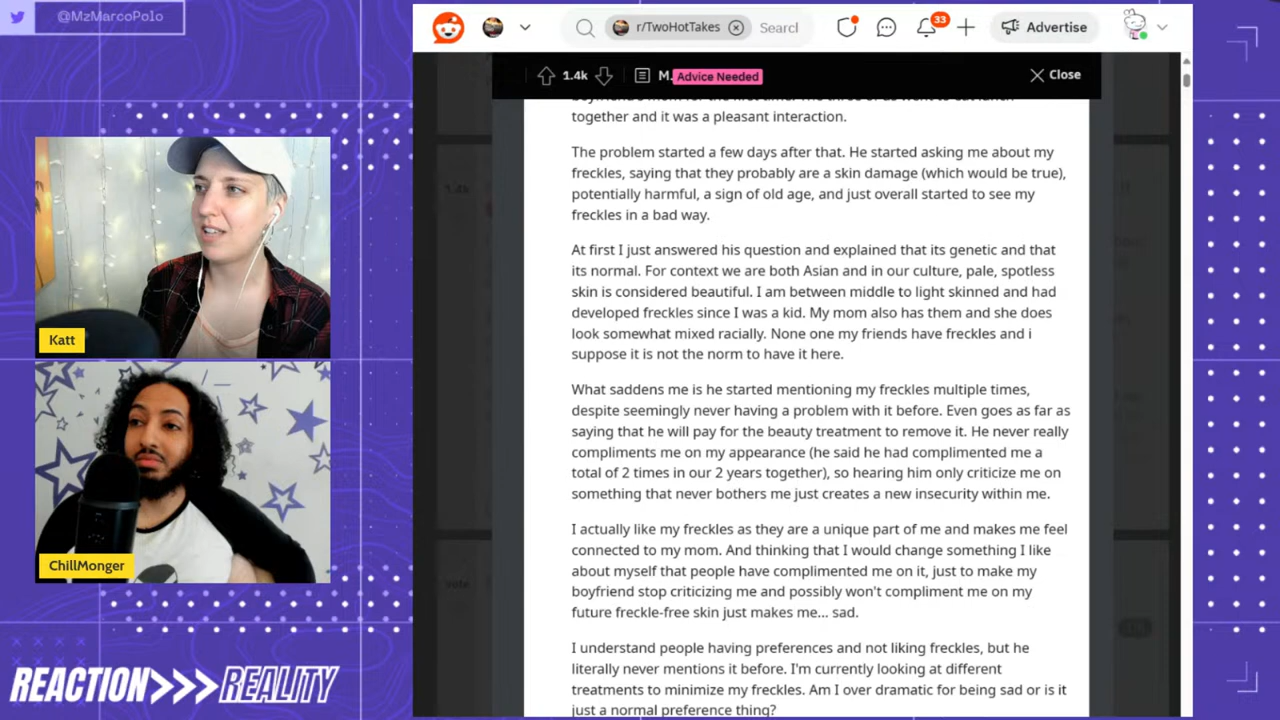 @MzMarcoPolo
r/TwoHotTakes
Searcl
33
Advertise
1.4k
M.
Advice Needed
Close
together and it was a pleasant interaction.
The problem started a few days after that. He started asking me about my
freckles, saying that they probably are a skin damage (which would be true),
potentially harmful, a sign of old age, and just overall started to see my
freckles in a bad way.
At first I just answered his question and explained that its genetic and that
its normal. For context we are both Asian and in our culture, pale, spotless
skin is considered beautiful. I am between middle to light skinned and had
developed freckles since I was a kid. My mom also has them and she does
look somewhat mixed racially. None one my friends have freckles and i
suppose it is not the norm to have it here.
What saddens me is he started mentioning my freckles multiple times,
despite seemingly never having a problem with it before. Even goes as far as
saying that he will pay for the beauty treatment to remove it. He never really
compliments me on my appearance (he said he had complimented me a
total of 2 times in our 2 years together), so hearing him only criticize me on
something that never bothers me just creates a new insecurity within me.
I actually like my freckles as they are a unique part of me and makes me feel
connected to my mom. And thinking that I would change something I like
about myself that people have complimented me on it, just to make my
boyfriend stop criticizing me and possibly won't compliment me on my
future freckle-free skin just makes me... sad.
I understand people having preferences and not liking freckles, but he
literally never mentions it before. I'm currently looking at different
treatments to minimize my freckles. Am I over dramatic for being sad or is it
just a normal preference thing?
1.4k
vote
Katt
ChillMonger
REACTION>>>REALITY